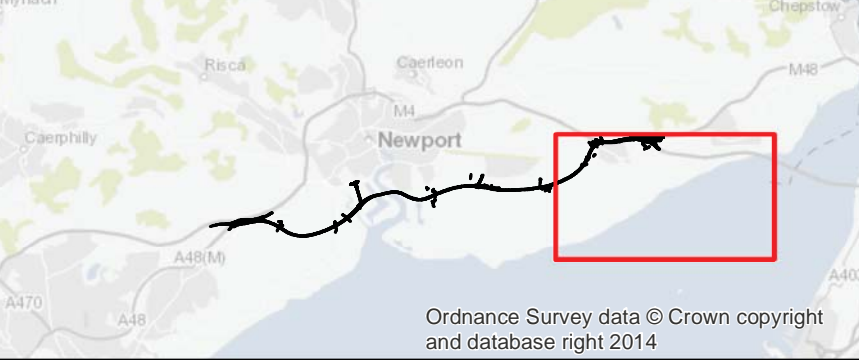 Mynach
Chepstow
Risca
Caerleon
M48
M4
Caerphilly
Newport
A48(M)
A470
A48
A403
Ordnance Survey data © Crown copyright
and database right 2014